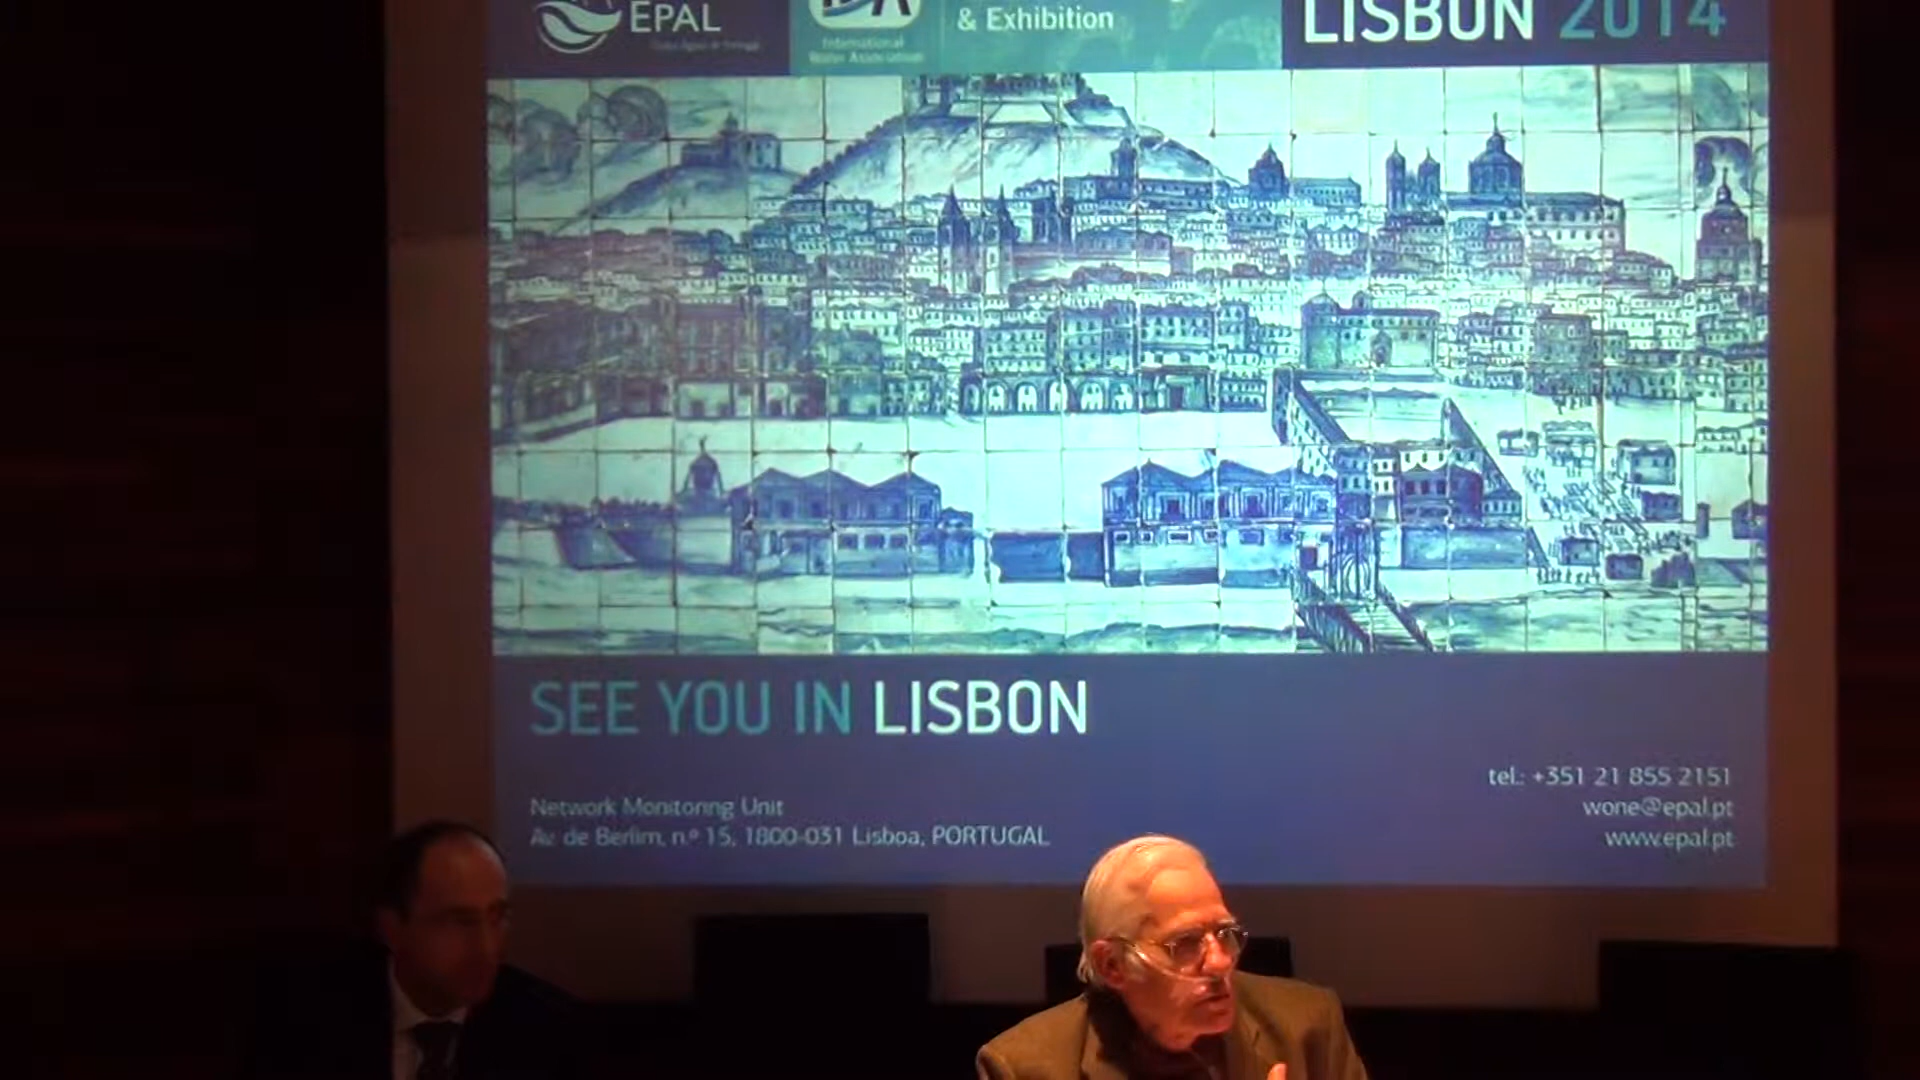 EPAL
International
Water Association
& Exhibition
LISBON 2014
SEE YOU IN LISBON
Network Monitoring Unit
Av. de Berlim, n.º 15, 1800-031 Lisboa, PORTUGAL
tel.: +351 21 855 2151
wone@epal.pt
www.epal.pt